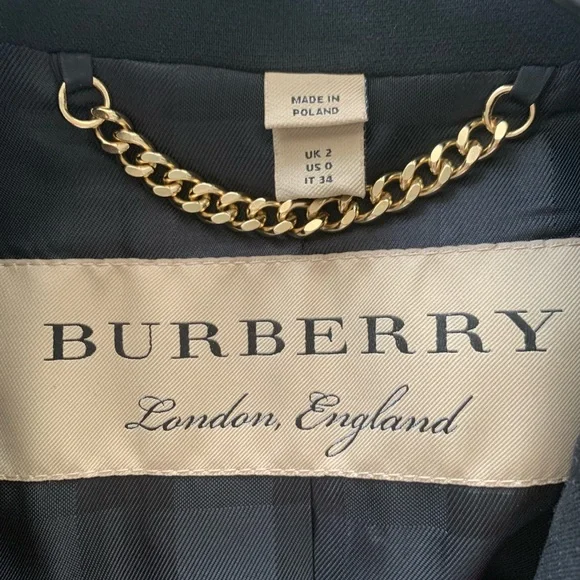 MADE IN
POLAND
UK 2
US 0
IT 34
BURBERRY
London, England